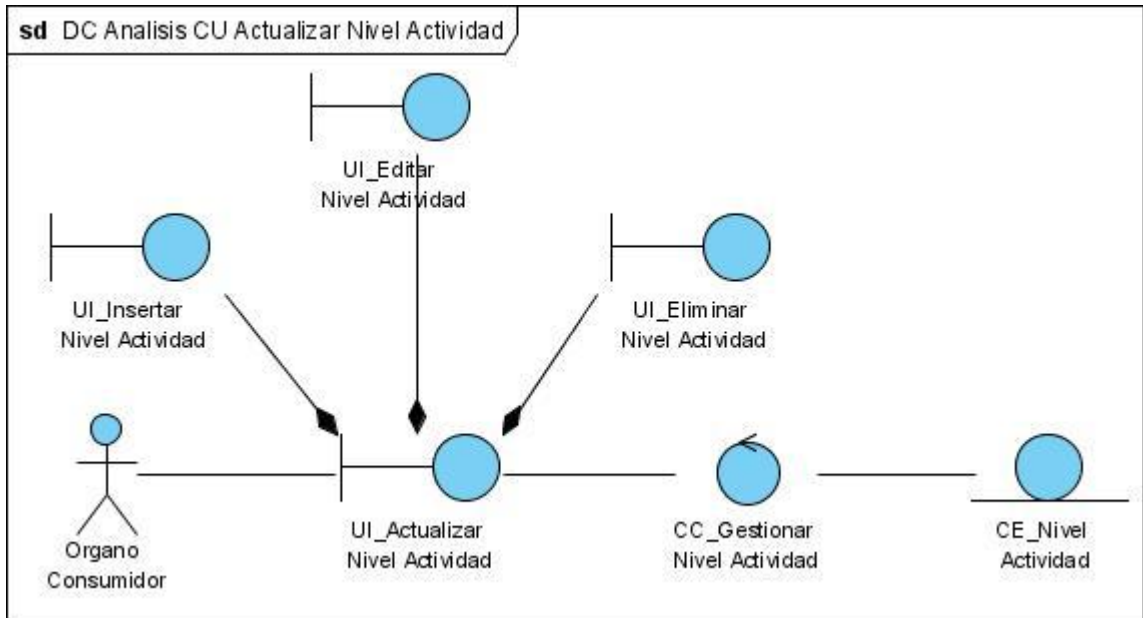 sd DC Analisis CU Actualizar Nivel Actividad
UI_Editar
Nivel Actividad
UI_Insertar
Nivel Actividad
UI_Eliminar
Nivel Actividad
Organo
Consumidor
UI_Actualizar
Nivel Actividad
CC_Gestionar
Nivel Actividad
CE_Nivel
Actividad